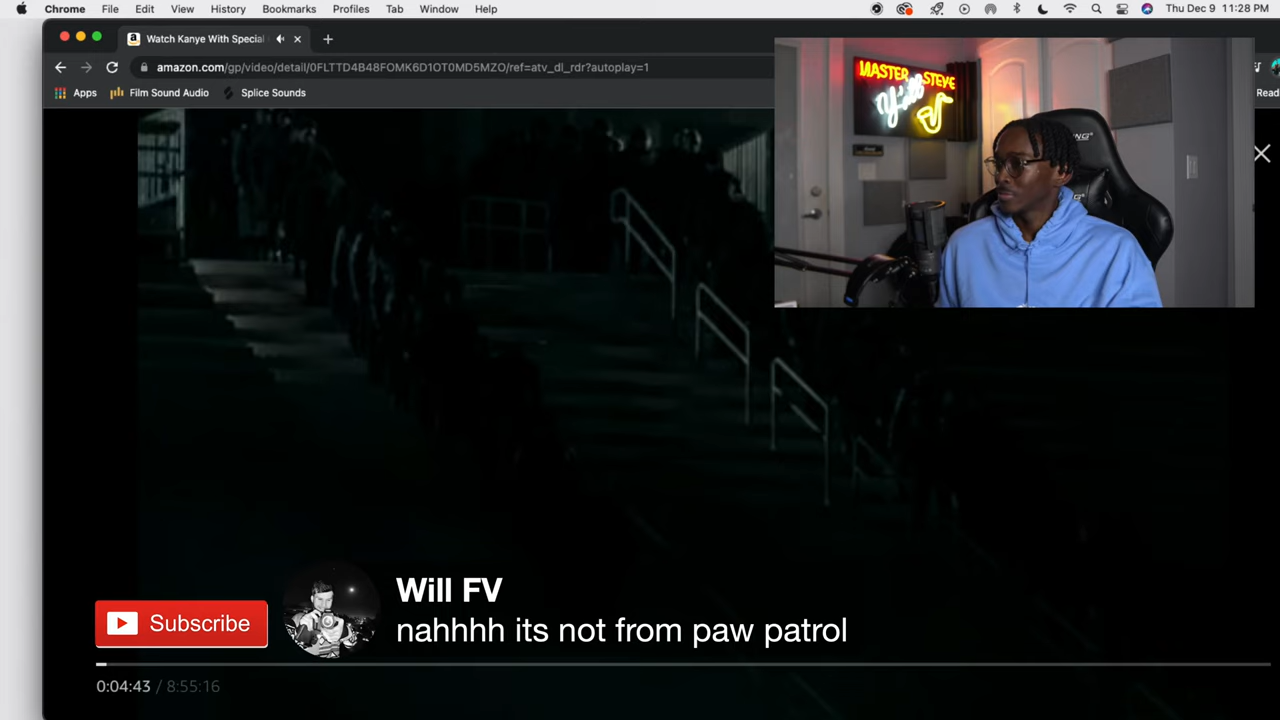 Chrome File Edit View History Bookmarks Profiles Tab Window Help Thu Dec 9 11:28 PM
Watch Kanye With Special
amazon.com/gp/video/detail/0FLTTD4B48FOMK6D1OT0MD5MZO/ref=atv_dl_rdr?autoplay=1
Apps Film Sound Audio Splice Sounds Read
MASTER STEVE
Y'all
Subscribe
Will FV
nahhhh its not from paw patrol
0:04:43 / 8:55:16